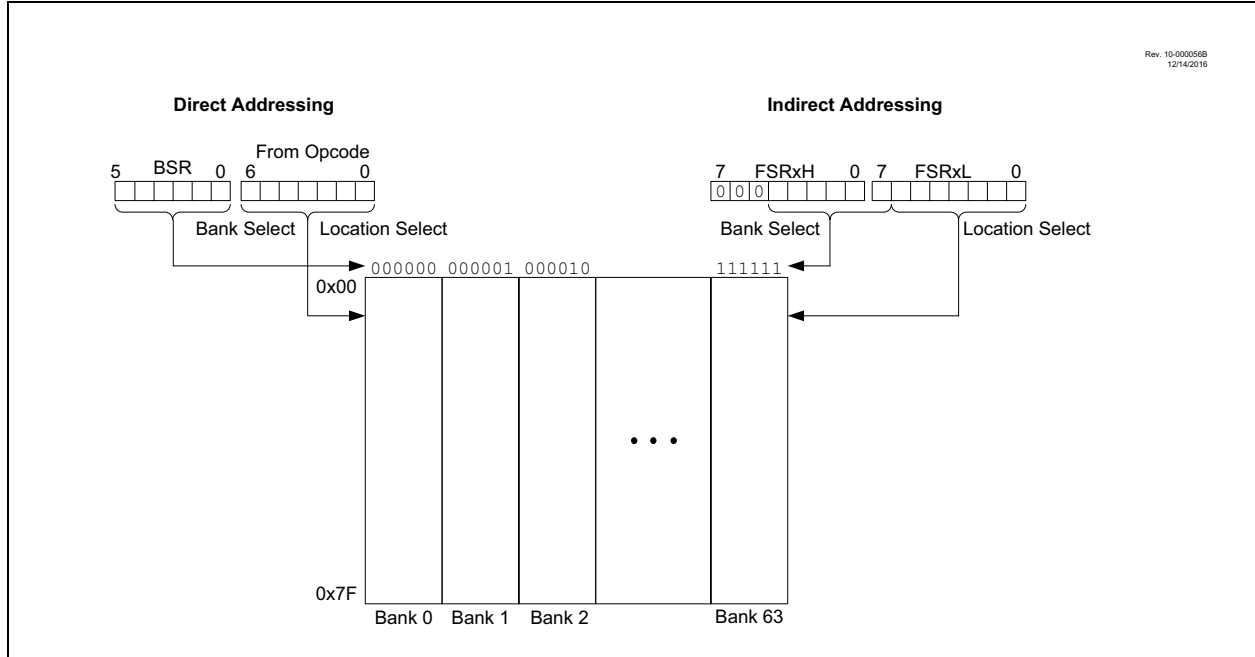 Rev. 10-000056B
12/14/2016
Direct Addressing
Indirect Addressing
From Opcode
5 BSR 0 6 0
7 FSRxH 0 7 FSRxL 0
0 0 0
Bank Select Location Select
Bank Select Location Select
000000 000001 000010 111111
0x00
0x7F
Bank 0 Bank 1 Bank 2 Bank 63